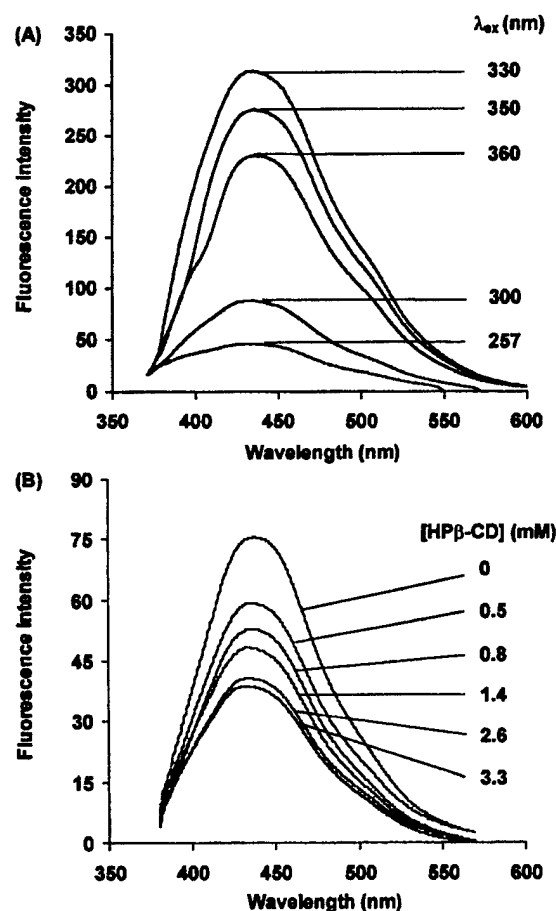 (A)
λex (nm)
350
300
250
200
150
100
50
0
Fluorescence intensity
330
350
360
300
257
350 400 450 500 550 600
Wavelength (nm)
(B)
90
75
60
45
30
15
0
Fluorescence intensity
[HPβ-CD] (mM)
0
0.5
0.8
1.4
2.6
3.3
350 400 450 500 550 600
Wavelength (nm)